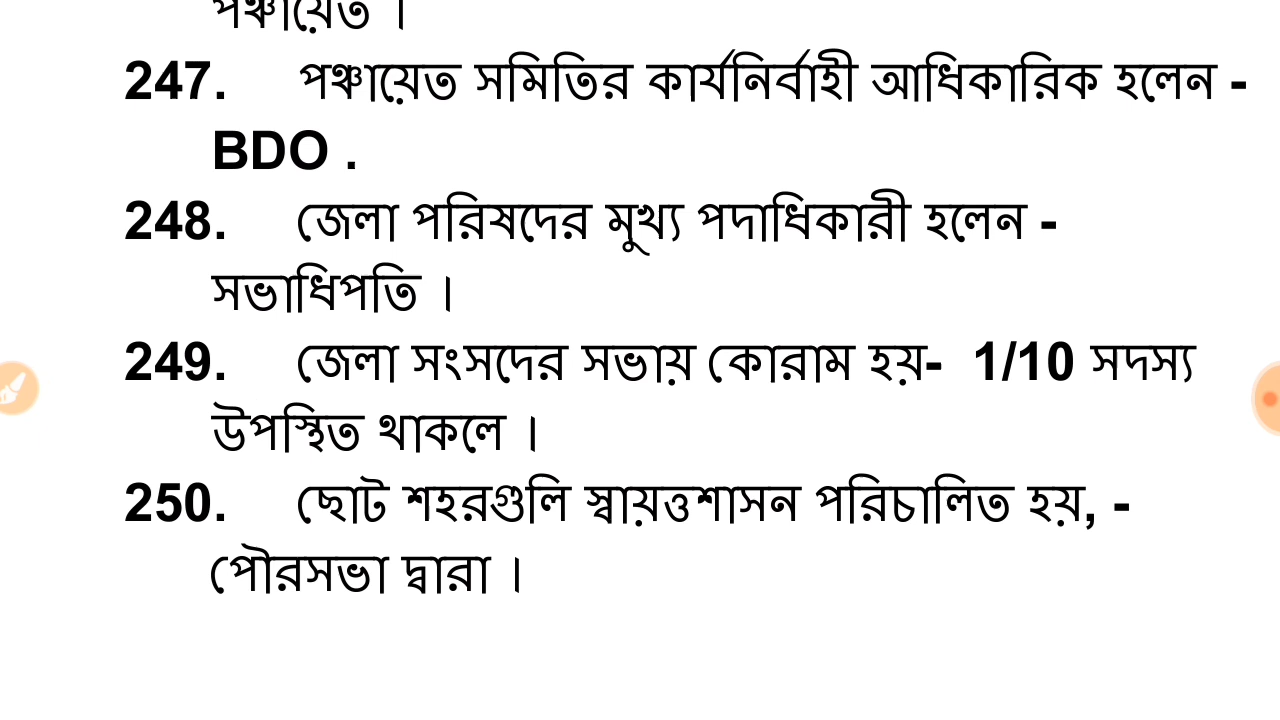 পঞ্চায়েত ।
247. পঞ্চায়েত সমিতির কার্যনির্বাহী আধিকারিক হলেন -
BDO .
248. জেলা পরিষদের মুখ্য পদাধিকারী হলেন -
সভাধিপতি ।
249. জেলা সংসদের সভায় কোরাম হয়- 1/10 সদস্য
উপস্থিত থাকলে ।
250. ছোট শহরগুলি স্বায়ত্তশাসন পরিচালিত হয়, -
পৌরসভা দ্বারা ।